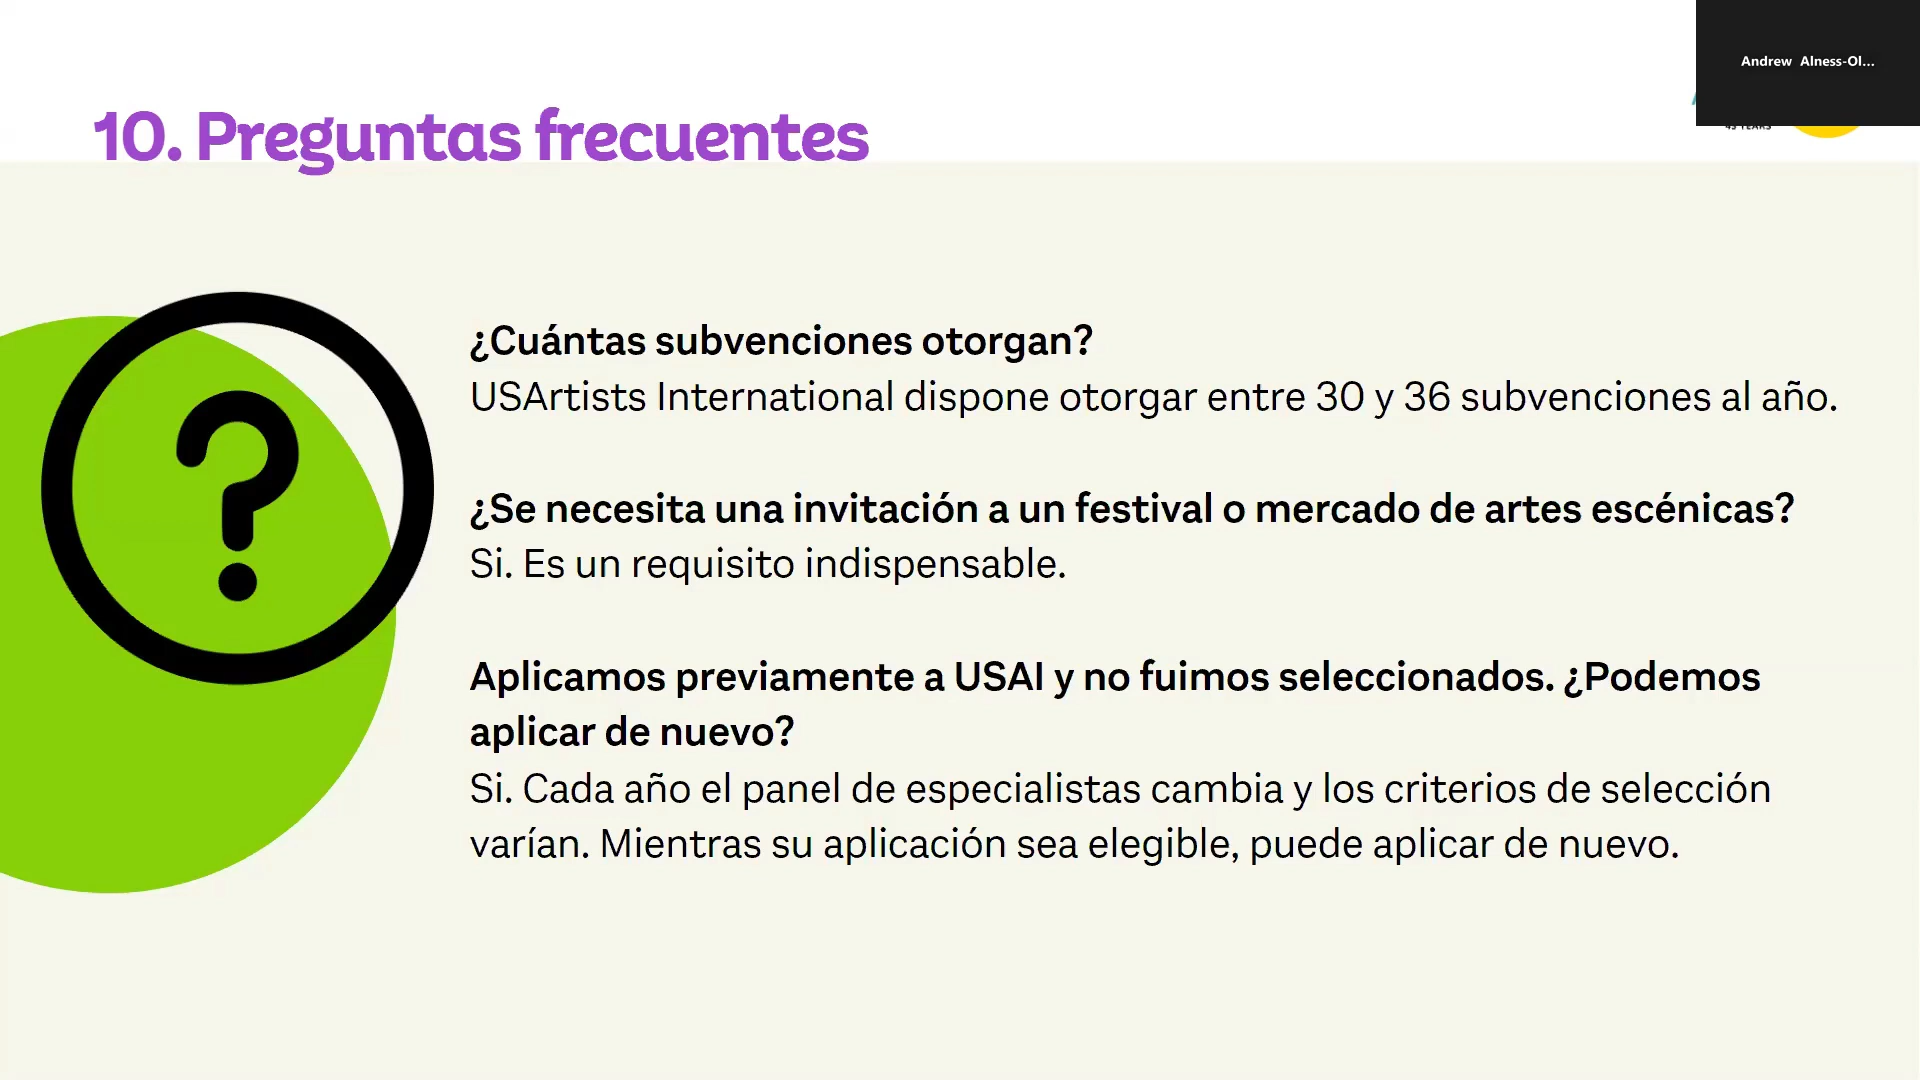 Andrew Alness-Ol...
45 YEARS
10. Preguntas frecuentes
¿Cuántas subvenciones otorgan?
USArtists International dispone otorgar entre 30 y 36 subvenciones al año.
¿Se necesita una invitación a un festival o mercado de artes escénicas?
Si. Es un requisito indispensable.
Aplicamos previamente a USAI y no fuimos seleccionados. ¿Podemos
aplicar de nuevo?
Si. Cada año el panel de especialistas cambia y los criterios de selección
varían. Mientras su aplicación sea elegible, puede aplicar de nuevo.